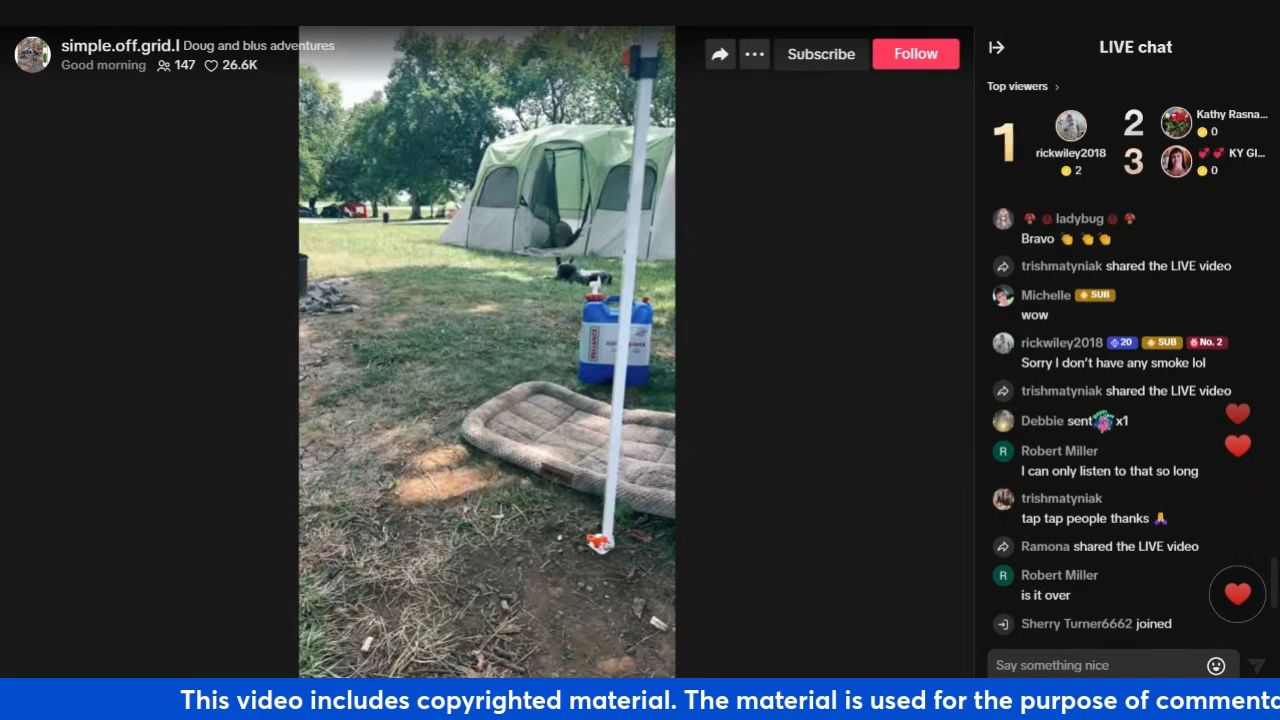 simple.off.grid.l Doug and blus adventures
Good morning 147 26.6K
Subscribe
Follow
LIVE chat
Top viewers
1
rickwiley2018
2
2
Kathy Rasna...
0
3
KY Gl...
0
ladybug
Bravo 👏 👏 👏
trishmatyniak shared the LIVE video
Michelle SUB
wow
rickwiley2018 20 SUB No. 2
Sorry I don't have any smoke lol
trishmatyniak shared the LIVE video
Debbie sent x1
R Robert Miller
I can only listen to that so long
trishmatyniak
tap tap people thanks 🙏
Ramona shared the LIVE video
R Robert Miller
is it over
Sherry Turner6662 joined
Say something nice
RELIANCE
This video includes copyrighted material. The material is used for the purpose of commenta